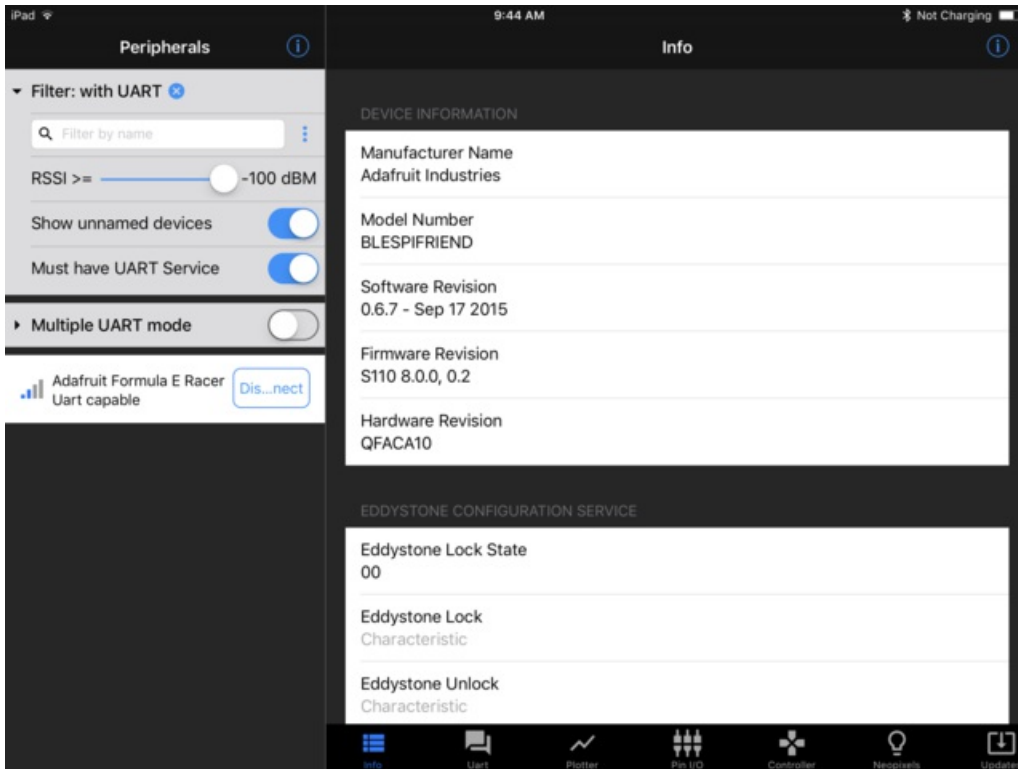 iPad 9:44 AM Not Charging
Peripherals
Info
Filter: with UART
Filter by name
RSSI >= -100 dBM
Show unnamed devices
Must have UART Service
Multiple UART mode
Adafruit Formula E Racer
Uart capable
Dis...nect
DEVICE INFORMATION
Manufacturer Name
Adafruit Industries
Model Number
BLESPIFRIEND
Software Revision
0.6.7 - Sep 17 2015
Firmware Revision
S110 8.0.0, 0.2
Hardware Revision
QFACA10
EDDYSTONE CONFIGURATION SERVICE
Eddystone Lock State
00
Eddystone Lock
Characteristic
Eddystone Unlock
Characteristic
Info Uart Plotter Pin I/O Controller Neopixels Update